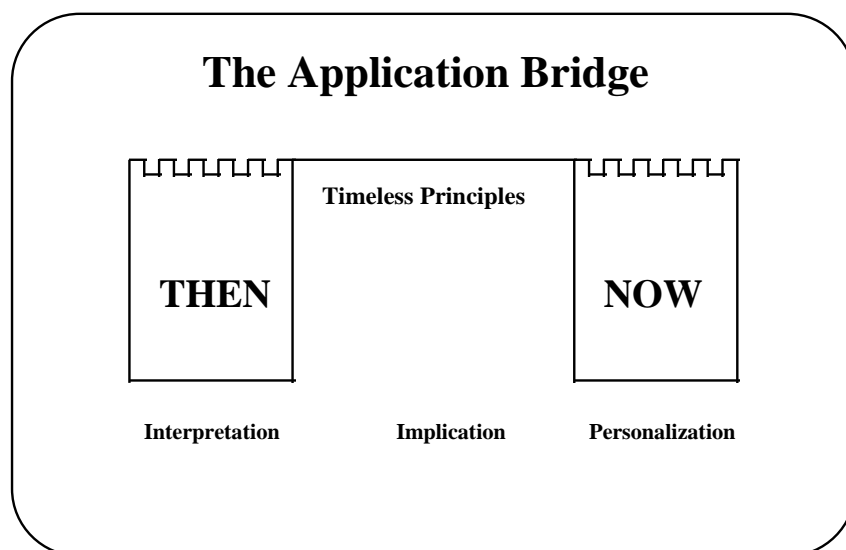 The Application Bridge
Timeless Principles
THEN
NOW
Interpretation
Implication
Personalization